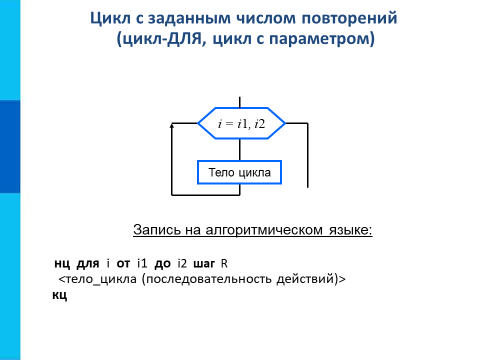 Цикл с заданным числом повторений
(цикл-ДЛЯ, цикл с параметром)
i = i1, i2
Тело цикла
Запись на алгоритмическом языке:
нц для i от i1 до i2 шаг R
<тело_цикла (последовательность действий)>
кц